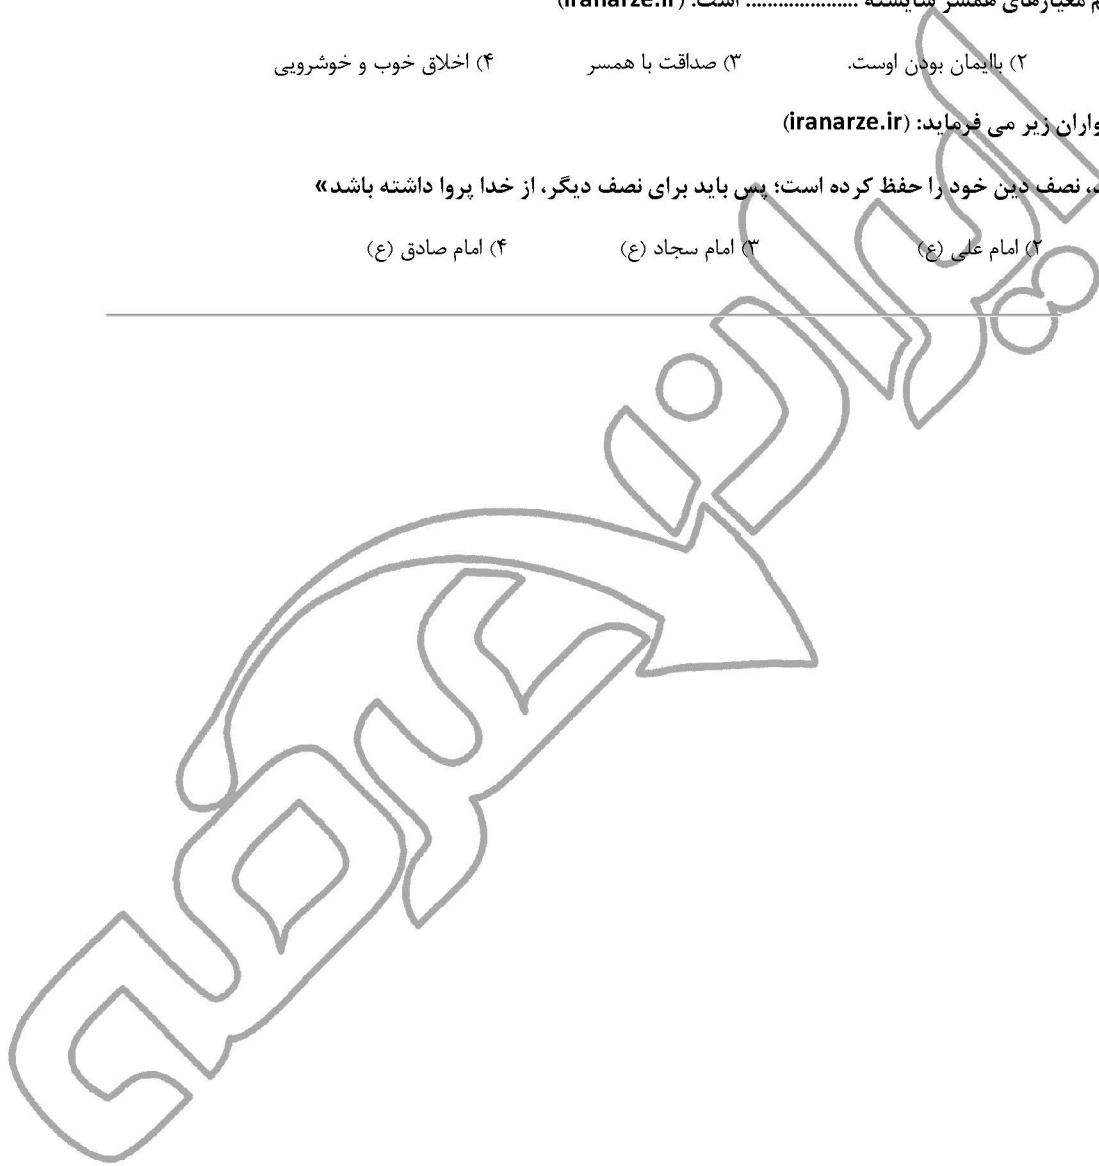 م معیارهای همسر شایسته ..................... است. (iranarze.ir)
۲) باایمان بودن اوست. ۳) صداقت با همسر ۴) اخلاق خوب و خوشرویی
واران زیر می فرماید: (iranarze.ir)
د، نصف دین خود را حفظ کرده است؛ پس باید برای نصف دیگر، از خدا پروا داشته باشد»
۲) امام علی (ع) ۳) امام سجاد (ع) ۴) امام صادق (ع)
ایران عرضه